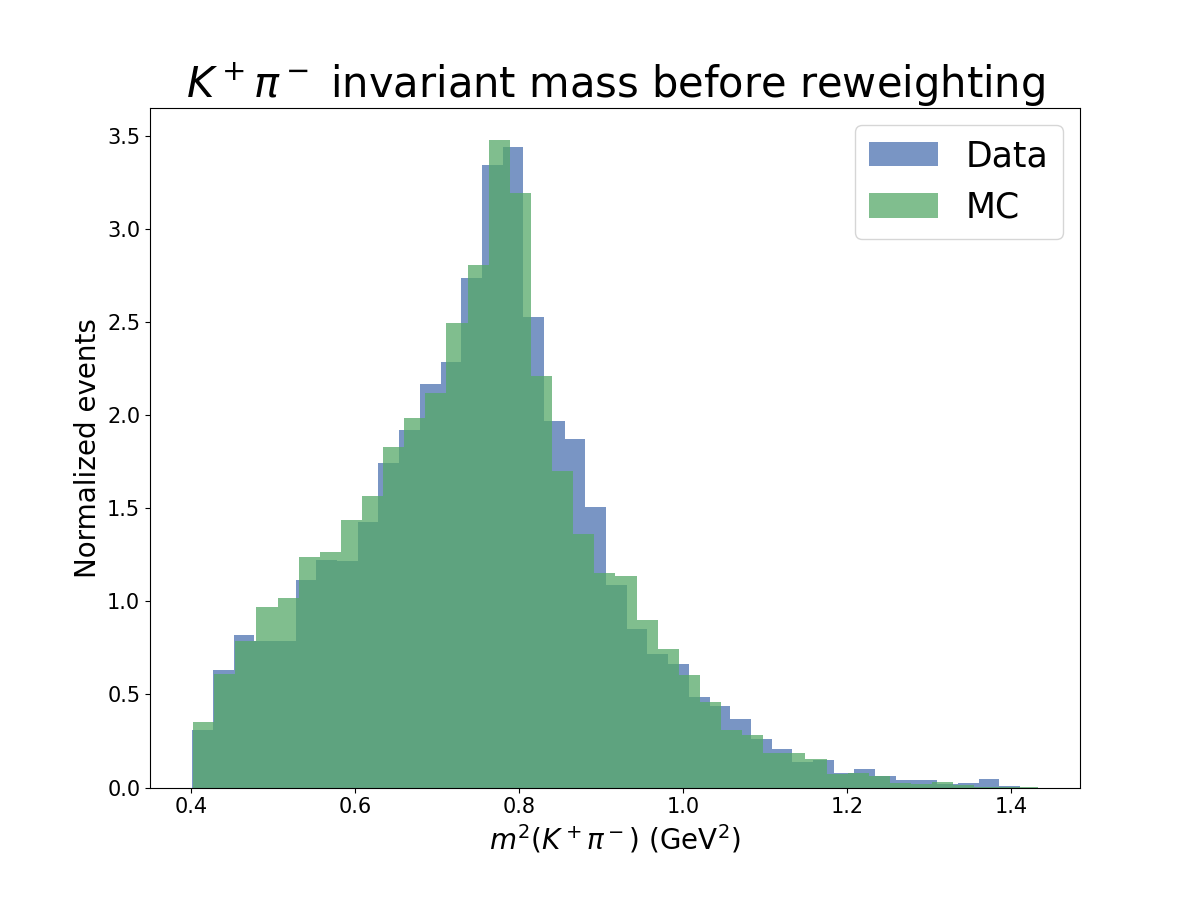 K⁺π⁻ invariant mass before reweighting
Data
MC
Normalized events
3.5
3.0
2.5
2.0
1.5
1.0
0.5
0.0
0.4 0.6 0.8 1.0 1.2 1.4
m²(K⁺π⁻) (GeV²)